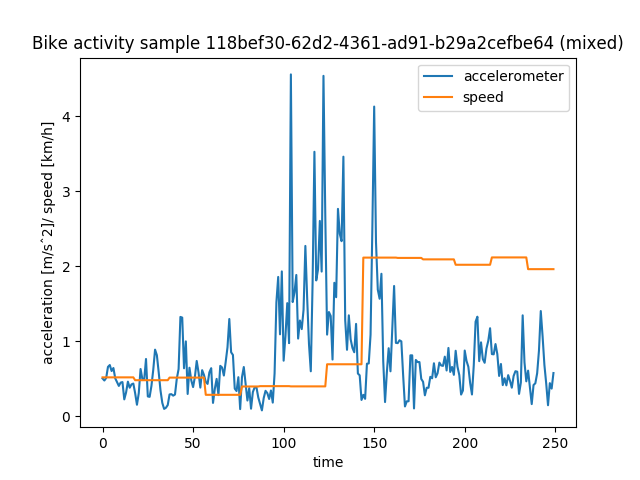 Bike activity sample 118bef30-62d2-4361-ad91-b29a2cefbe64 (mixed)
accelerometer
speed
acceleration [m/s^2]/ speed [km/h]
4
3
2
1
0
0 50 100 150 200 250
time